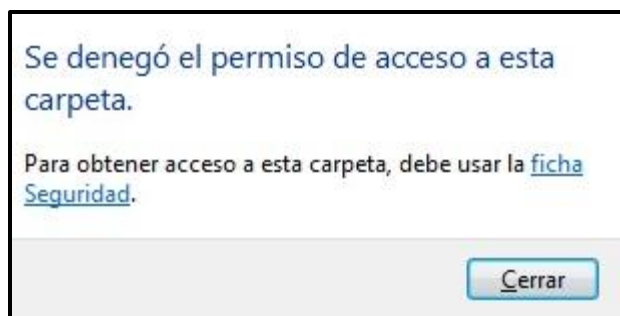 Se denegó el permiso de acceso a esta
carpeta.
Para obtener acceso a esta carpeta, debe usar la ficha
Seguridad.
Cerrar